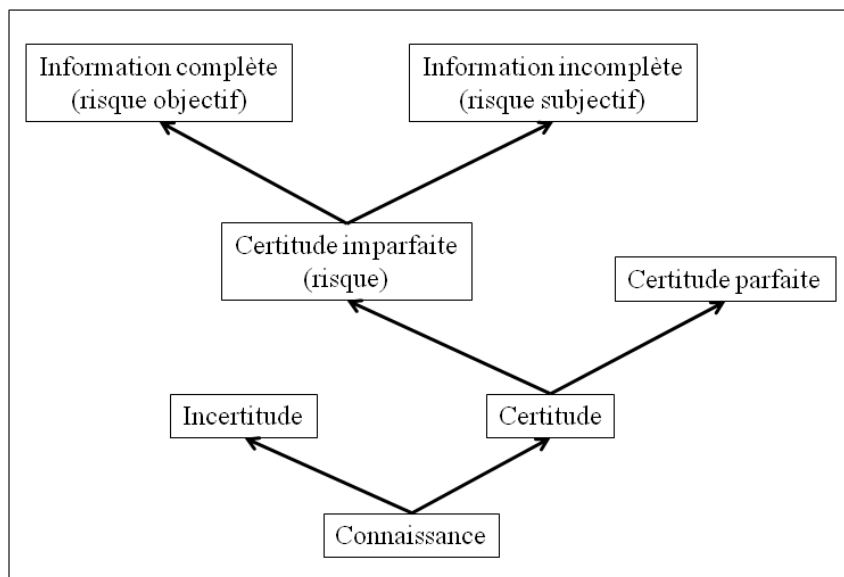 Information complète
(risque objectif)
Information incomplète
(risque subjectif)
Certitude imparfaite
(risque)
Certitude parfaite
Incertitude
Certitude
Connaissance